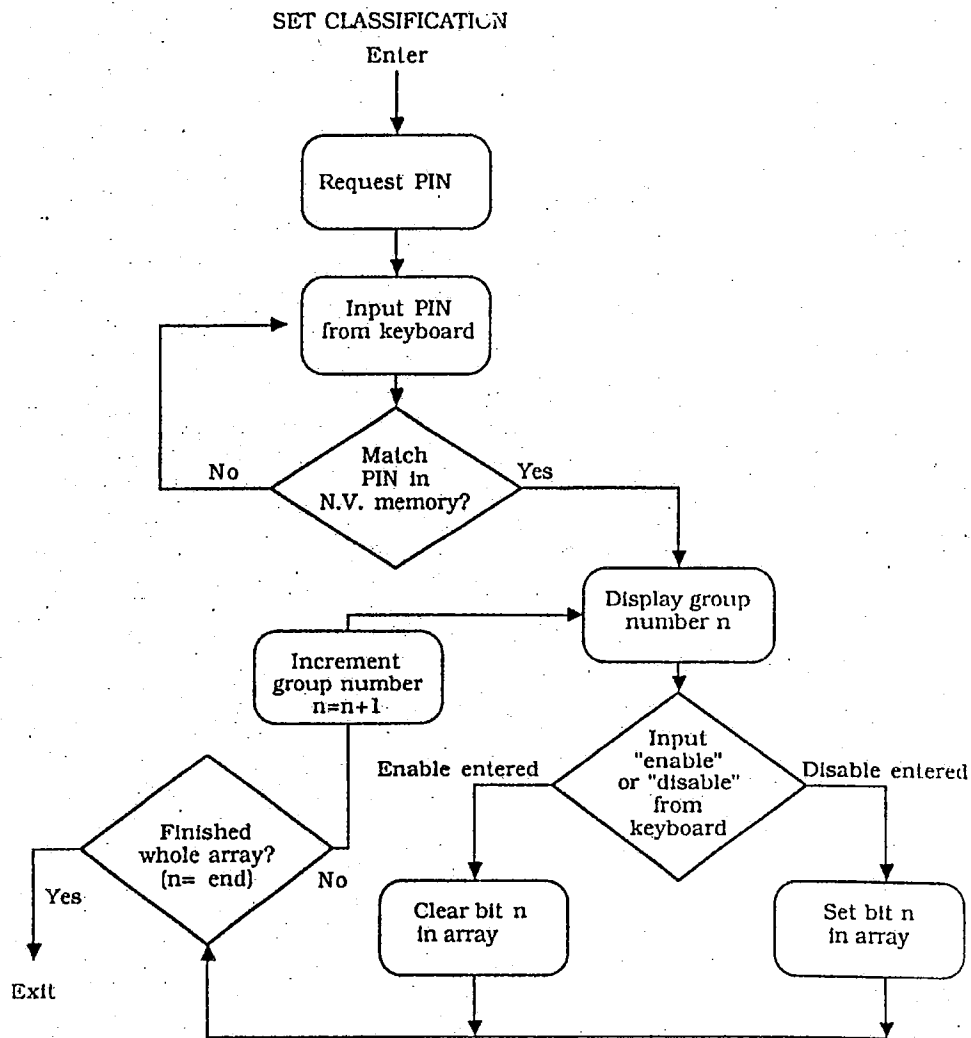 SET CLASSIFICATION
Enter
Request PIN
Input PIN
from keyboard
Match
PIN in
N.V. memory?
No
Yes
Display group
number n
Increment
group number
n=n+1
Input
"enable"
or "disable"
from
keyboard
Enable entered
Disable entered
Finished
whole array?
(n= end)
Yes
No
Clear bit n
in array
Set bit n
in array
Exit